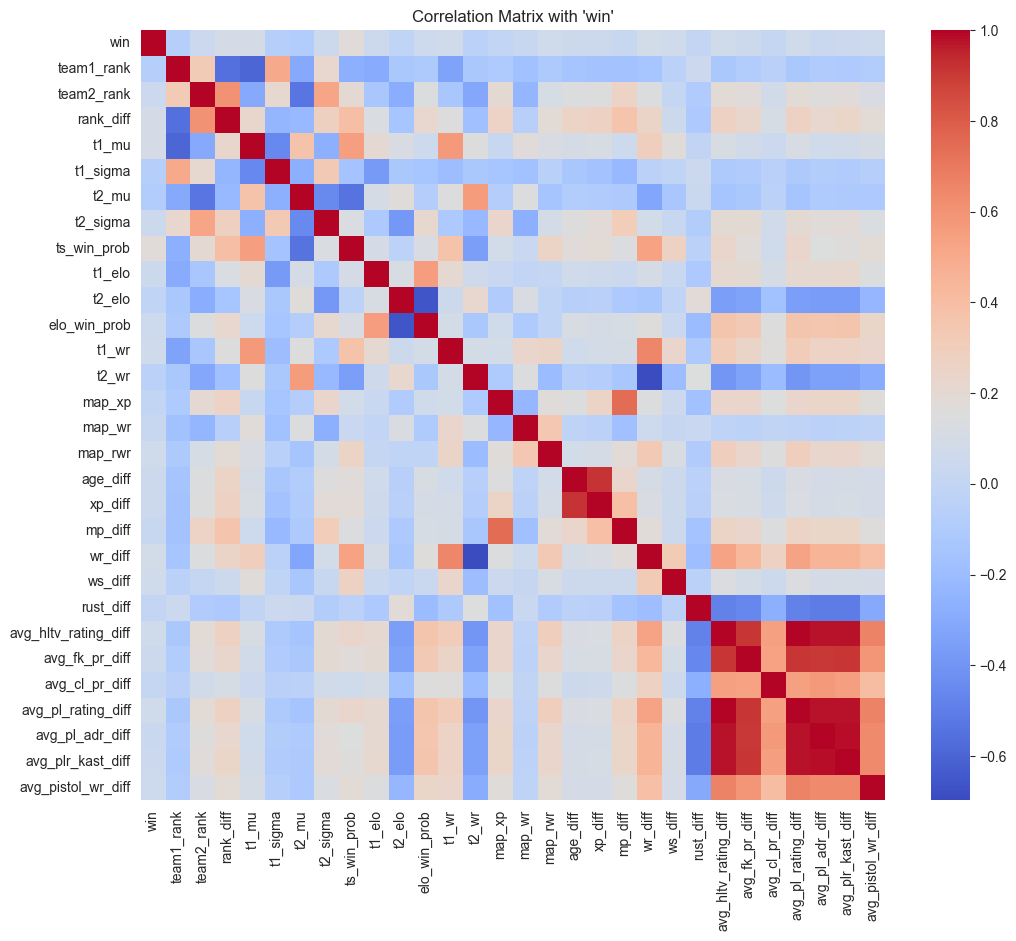 Correlation Matrix with 'win'
win
team1_rank
team2_rank
rank_diff
t1_mu
t1_sigma
t2_mu
t2_sigma
ts_win_prob
t1_elo
t2_elo
elo_win_prob
t1_wr
t2_wr
map_xp
map_wr
map_rwr
age_diff
xp_diff
mp_diff
wr_diff
ws_diff
rust_diff
avg_hltv_rating_diff
avg_fk_pr_diff
avg_cl_pr_diff
avg_pl_rating_diff
avg_pl_adr_diff
avg_plr_kast_diff
avg_pistol_wr_diff
win
team1_rank
team2_rank
rank_diff
t1_mu
t1_sigma
t2_mu
t2_sigma
ts_win_prob
t1_elo
t2_elo
elo_win_prob
t1_wr
t2_wr
map_xp
map_wr
map_rwr
age_diff
xp_diff
mp_diff
wr_diff
ws_diff
rust_diff
avg_hltv_rating_diff
avg_fk_pr_diff
avg_cl_pr_diff
avg_pl_rating_diff
avg_pl_adr_diff
avg_plr_kast_diff
avg_pistol_wr_diff
1.0
0.8
0.6
0.4
0.2
0.0
−0.2
−0.4
−0.6